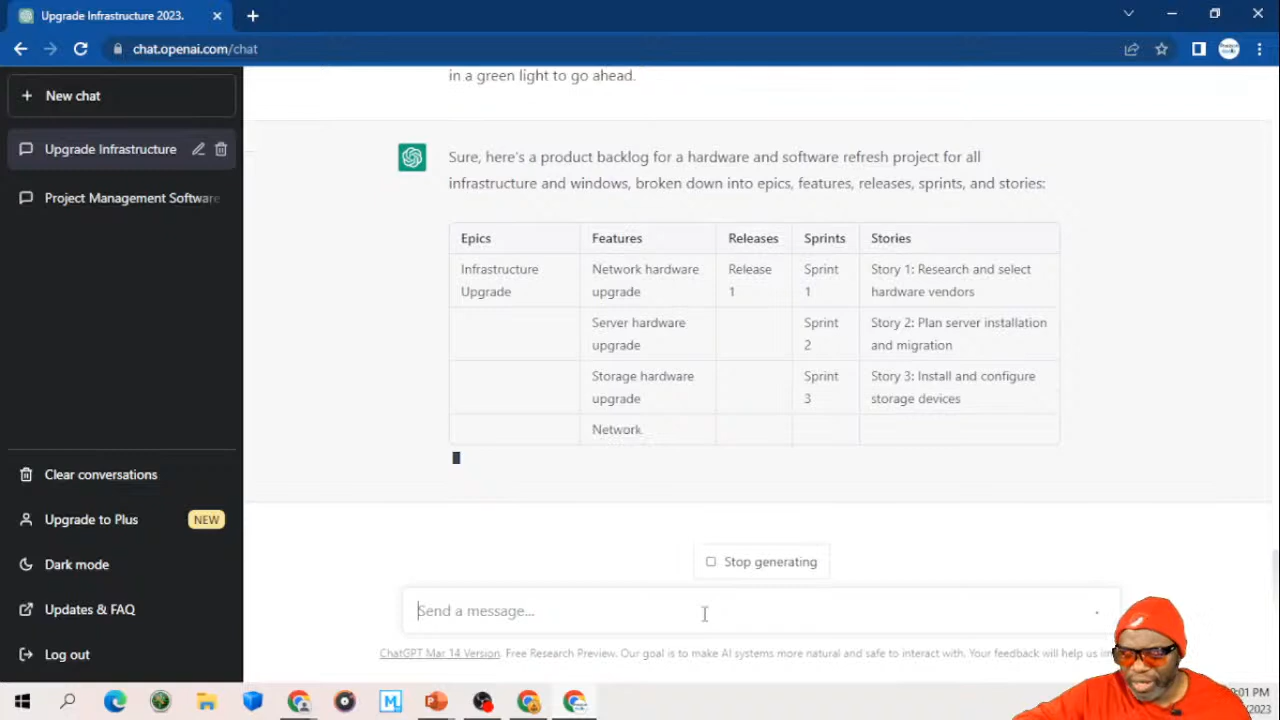 Upgrade Infrastructure 2023.
chat.openai.com/chat
New chat
Upgrade Infrastructure
Project Management Software
Clear conversations
Upgrade to Plus NEW
Dark mode
Updates & FAQ
Log out
in a green light to go ahead.
Sure, here's a product backlog for a hardware and software refresh project for all
infrastructure and windows, broken down into epics, features, releases, sprints, and stories:
Epics Features Releases Sprints Stories
Infrastructure Network hardware Release Sprint Story 1: Research and select
Upgrade upgrade 1 1 hardware vendors
Server hardware Sprint Story 2: Plan server installation
upgrade 2 and migration
Storage hardware Sprint Story 3: Install and configure
upgrade 3 storage devices
Network
Stop generating
Send a message...
ChatGPT Mar 14 Version. Free Research Preview. Our goal is to make AI systems more natural and safe to interact with. Your feedback will help us
:01 PM
2023